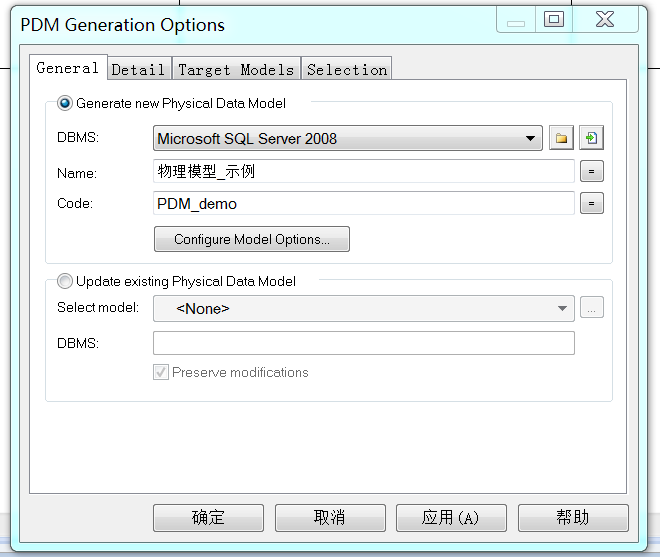 PDM Generation Options
General Detail Target Models Selection
Generate new Physical Data Model
DBMS: Microsoft SQL Server 2008
Name: 物理模型_示例 =
Code: PDM_demo =
Configure Model Options...
Update existing Physical Data Model
Select model: <None> ...
DBMS:
Preserve modifications
确定 取消 应用(A) 帮助